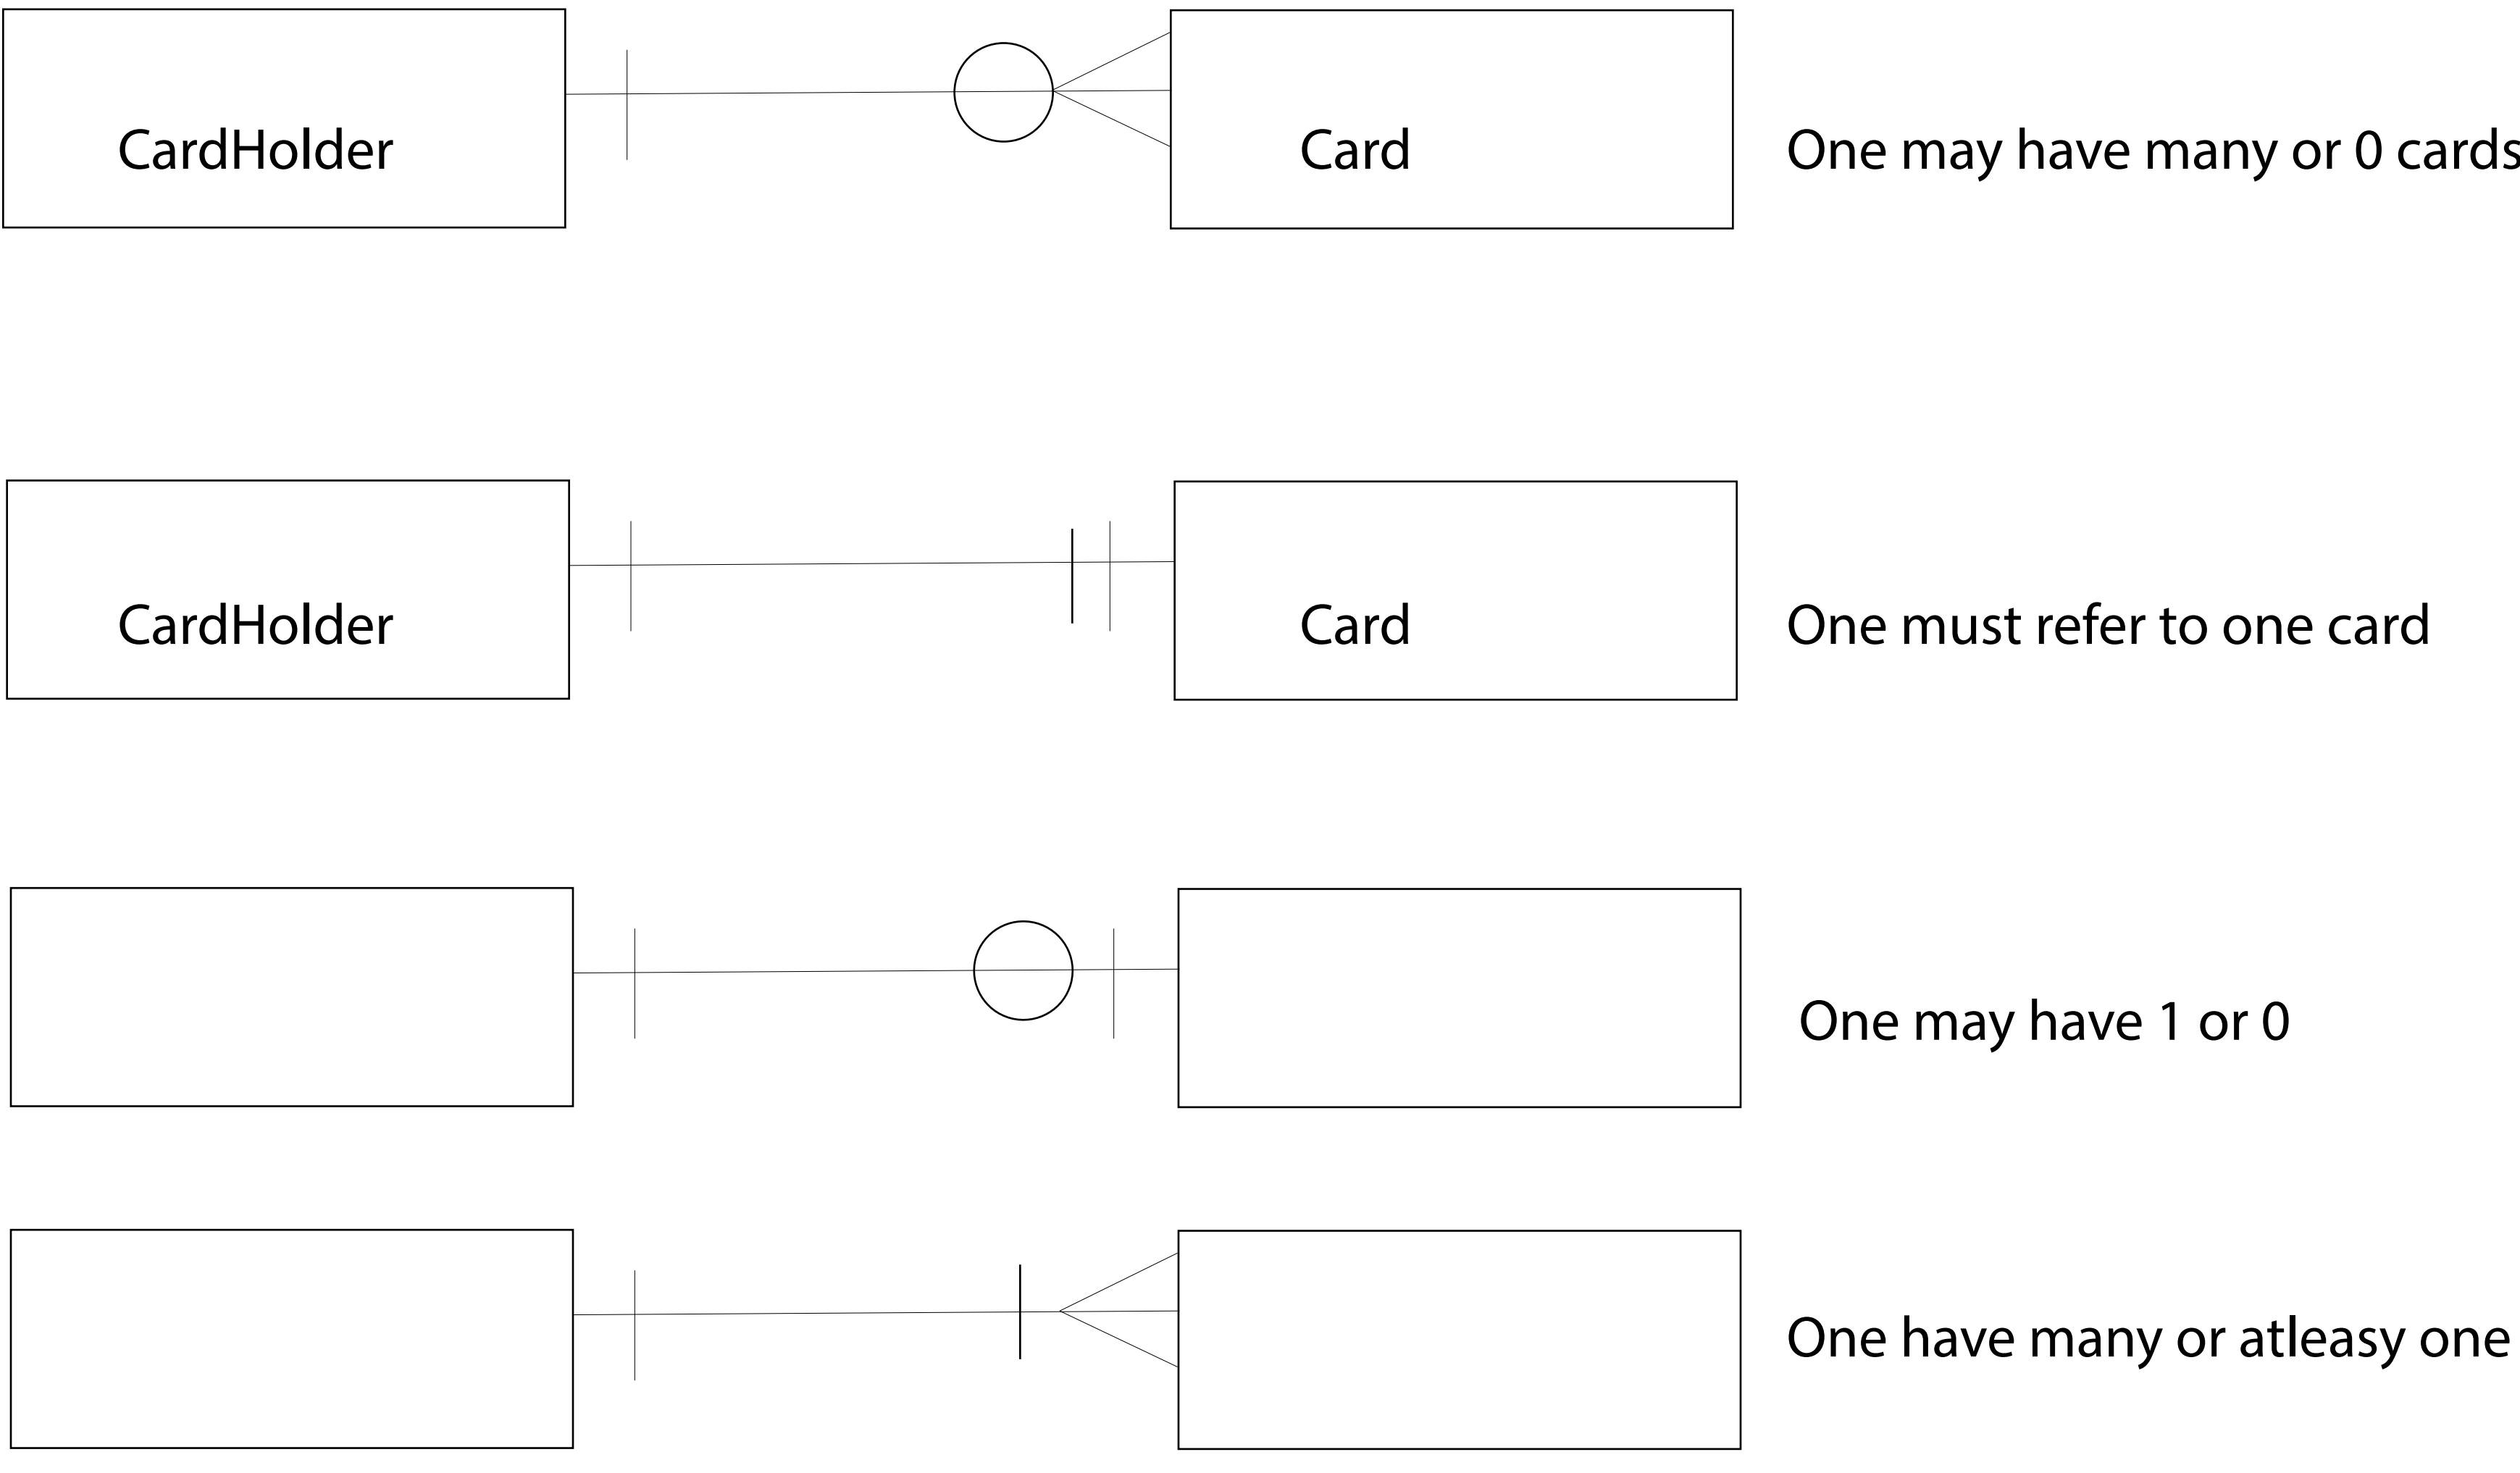 CardHolder Card One may have many or 0 cards
CardHolder Card One must refer to one card
One may have 1 or 0
One have many or atleasy one